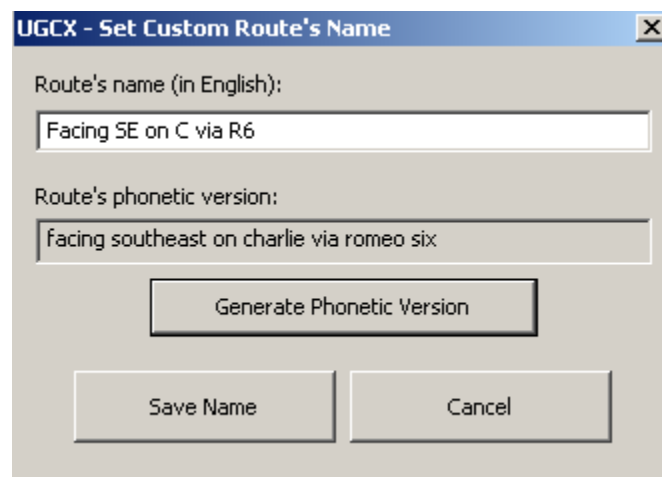 UGCX - Set Custom Route's Name
Route's name (in English):
Facing SE on C via R6
Route's phonetic version:
facing southeast on charlie via romeo six
Generate Phonetic Version
Save Name
Cancel